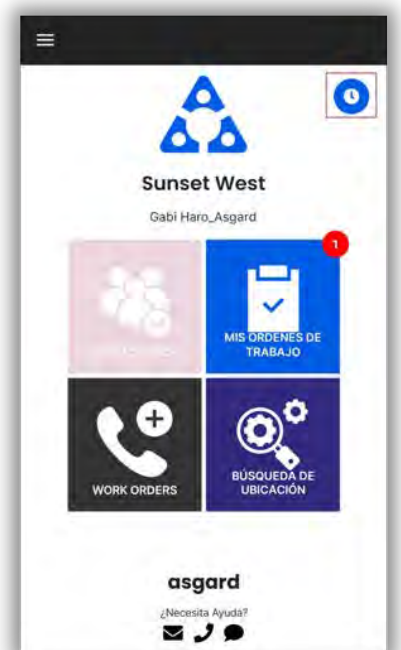 Sunset West
Gabi Haro_Asgard
1
MIS ORDENES DE
TRABAJO
WORK ORDERS
BÚSQUEDA DE
UBICACIÓN
asgard
¿Necesita Ayuda?